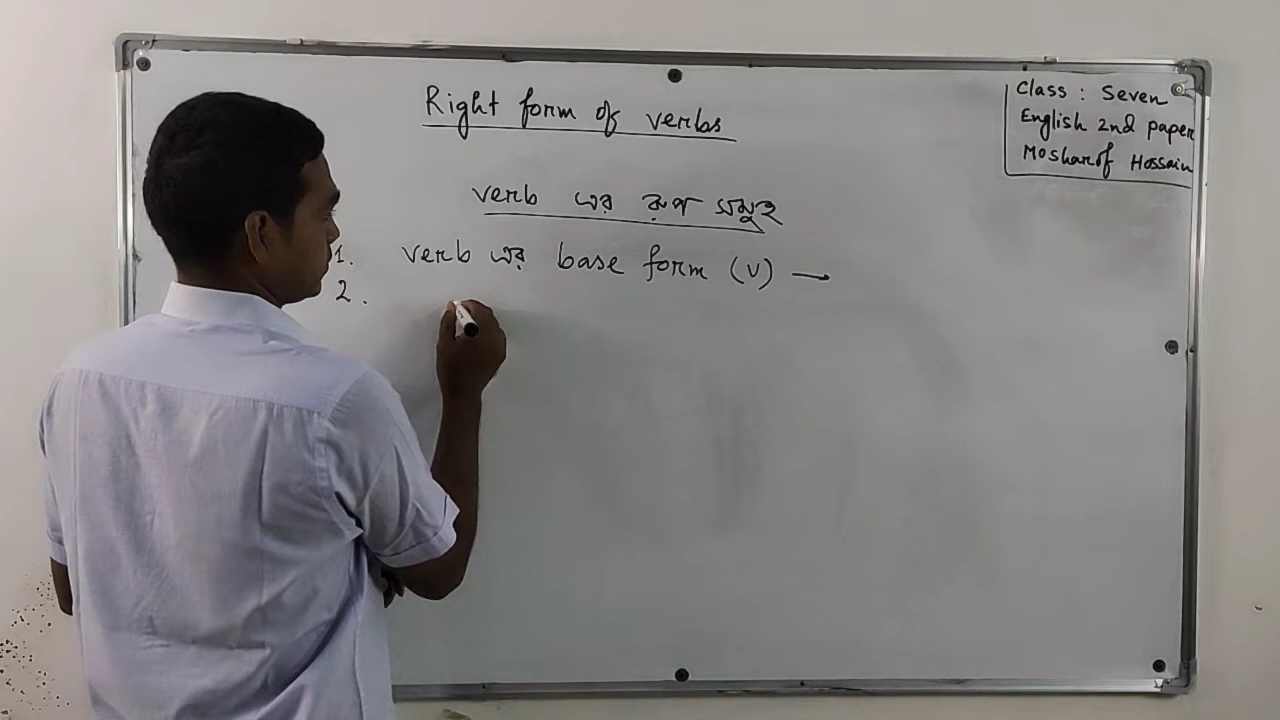 Right form of verbs
Class : Seven
English 2nd paper
Mosharof Hossain
verb এর রূপ সমূহ
1. verb এর base form (v) →
2.